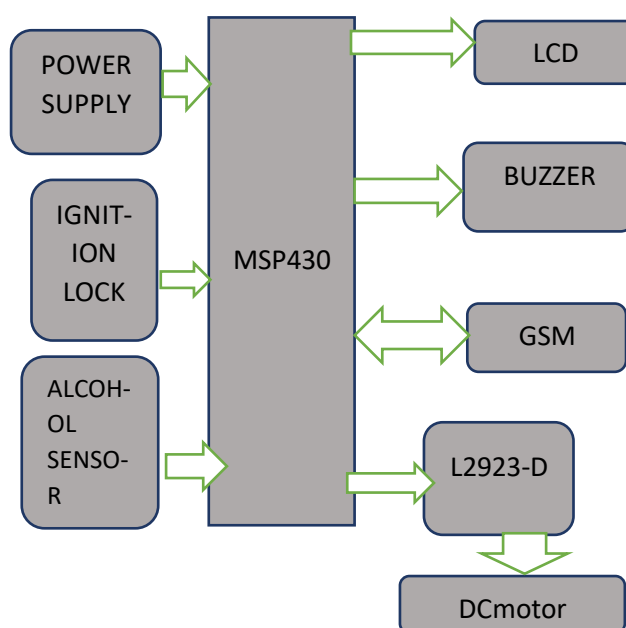 POWER
SUPPLY
IGNIT-
ION
LOCK
ALCOH-
OL
SENSO-
R
MSP430
LCD
BUZZER
GSM
L2923-D
DCmotor